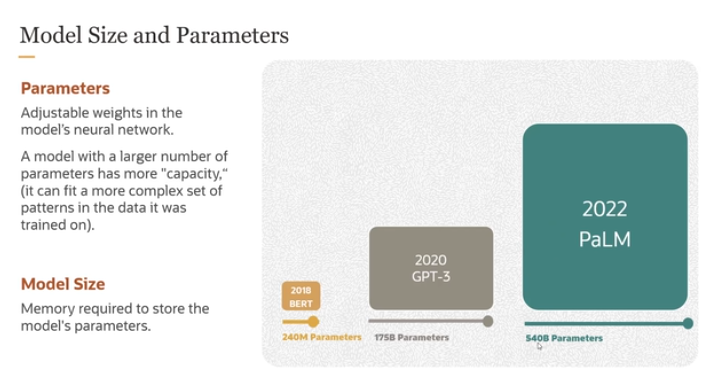 Model Size and Parameters
Parameters
Adjustable weights in the
model's neural network.
A model with a larger number of
parameters has more "capacity,"
(it can fit a more complex set of
patterns in the data it was
trained on).
Model Size
Memory required to store the
model's parameters.
2018
BERT
240M Parameters
2020
GPT-3
175B Parameters
2022
PaLM
540B Parameters